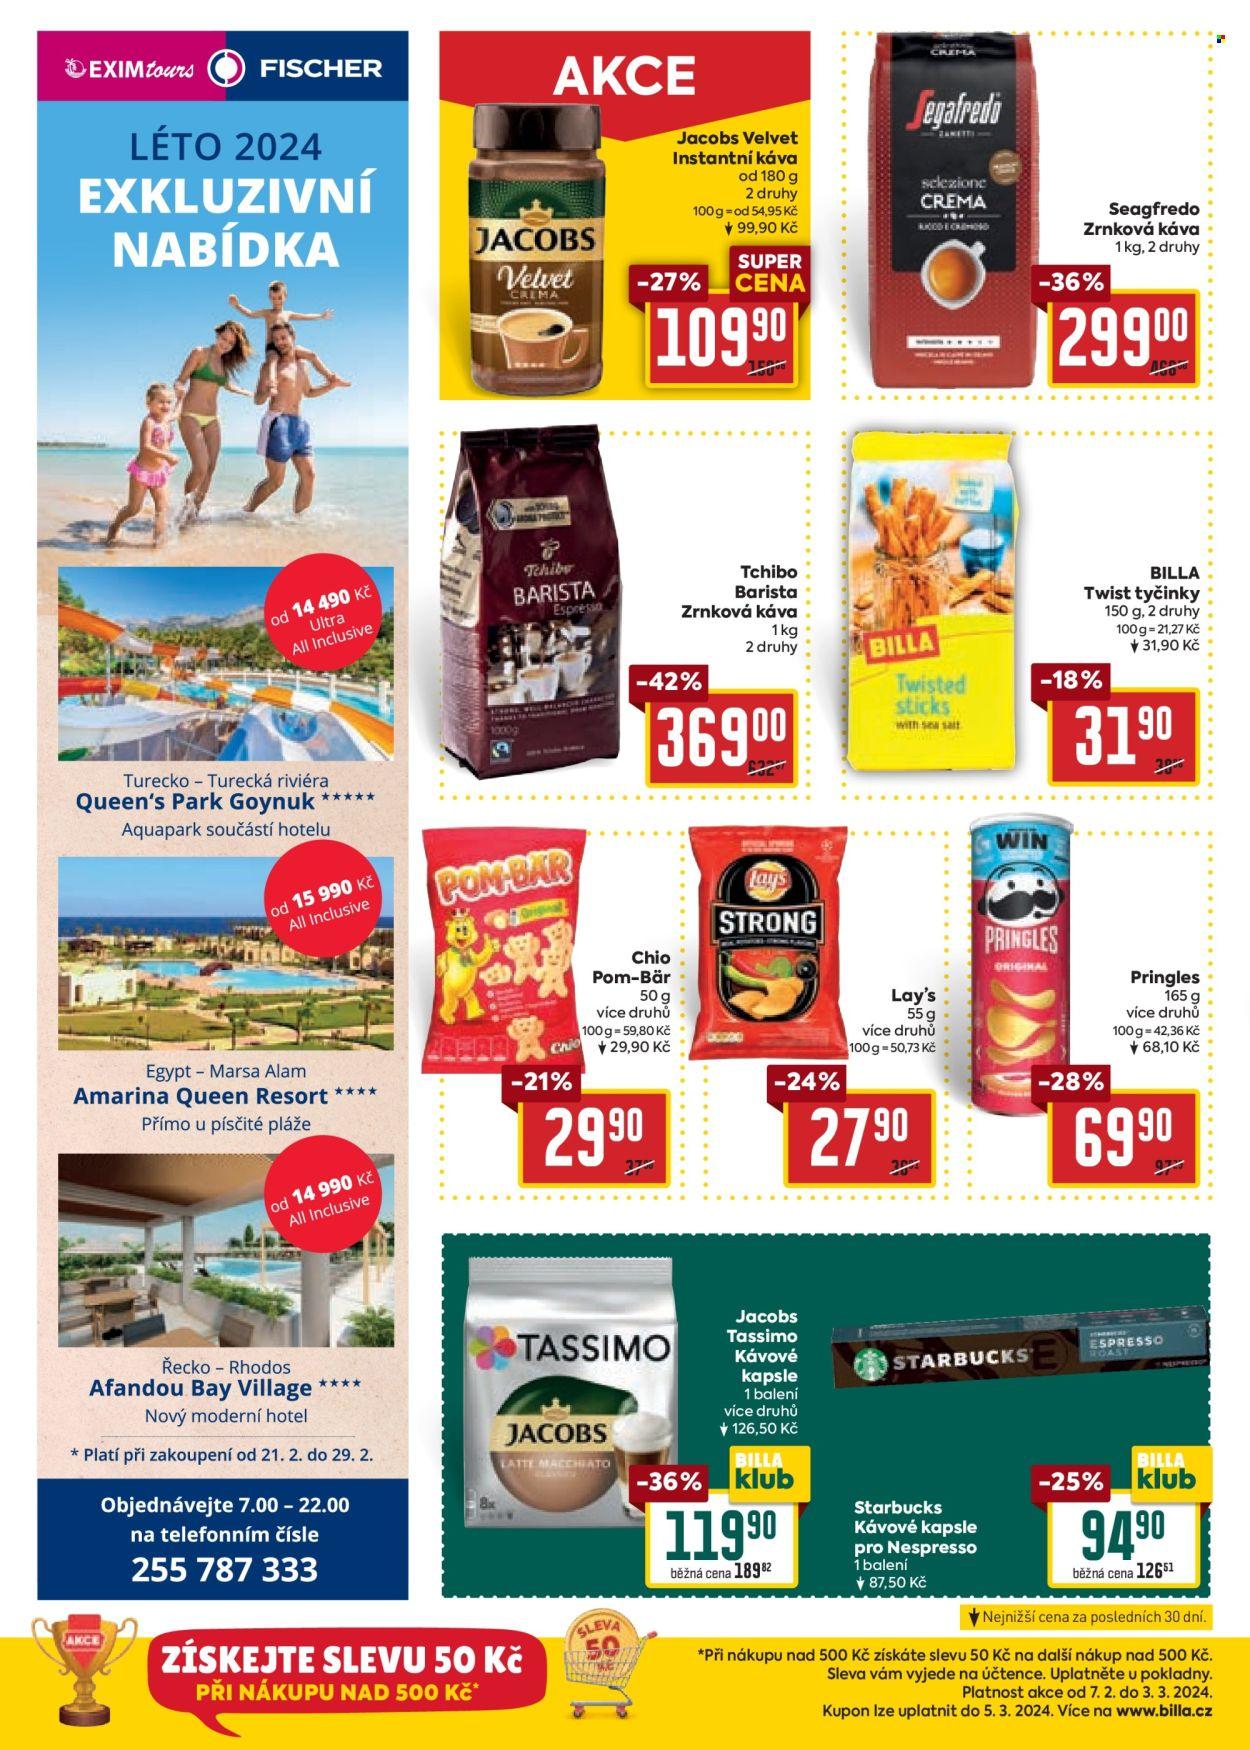 EXIMtours FISCHER
LÉTO 2024
EXKLUZIVNÍ
NABÍDKA
od 14 490 Kč
Ultra
All Inclusive
Turecko – Turecká riviéra
Queen's Park Goynuk *****
Aquapark součástí hotelu
od 15 990 Kč
All Inclusive
Egypt – Marsa Alam
Amarina Queen Resort ****
Přímo u písčité pláže
od 14 990 Kč
All Inclusive
Řecko – Rhodos
Afandou Bay Village ****
Nový moderní hotel
* Platí při zakoupení od 21. 2. do 29. 2.
Objednávejte 7.00 – 22.00
na telefonním čísle
255 787 333
AKCE
JACOBS
Velvet
CREMA
Jacobs Velvet
Instantní káva
od 180 g
2 druhy
100 g = od 54,95 Kč
99,90 Kč
-27%
SUPER
CENA
109 90
selezione
CREMA
Segafredo
ZANETTI
selezione
CREMA
RICCO E CREMOSO
Seagfredo
Zrnková káva
1 kg, 2 druhy
-36%
299 00
Tchibo
BARISTA
Espresso
1000g
Tchibo
Barista
Zrnková káva
1 kg
2 druhy
-42%
369 00
BILLA
Twisted
sticks
with sea salt
BILLA
Twist tyčinky
150 g, 2 druhy
100 g = 21,27 Kč
31,90 Kč
-18%
31 90
POM-BÄR
Original
Chio
Chio
Pom-Bär
50 g
více druhů
100 g = 59,80 Kč
29,90 Kč
-21%
29 90
Lay's
STRONG
Lay's
55 g
více druhů
100 g = 50,73 Kč
-24%
27 90
WIN
PRINGLES
ORIGINAL
Pringles
165 g
více druhů
100 g = 42,36 Kč
68,10 Kč
-28%
69 90
TASSIMO
JACOBS
LATTE MACCHIATO
CLASSICO
8x
Jacobs
Tassimo
Kávové
kapsle
1 balení
více druhů
126,50 Kč
BILLA
klub
-36%
119 90
běžná cena 189 82
STARBUCKS
ESPRESSO
ROAST
NESPRESSO
Starbucks
Kávové kapsle
pro Nespresso
1 balení
87,50 Kč
BILLA
klub
-25%
94 90
běžná cena 126 51
Nejnižší cena za posledních 30 dní.
AKCE
ZÍSKEJTE SLEVU 50 Kč
PŘI NÁKUPU NAD 500 Kč*
SLEVA
50
Kč
*Při nákupu nad 500 Kč získáte slevu 50 Kč na další nákup nad 500 Kč.
Sleva vám vyjede na účtence. Uplatněte u pokladny.
Platnost akce od 7. 2. do 3. 3. 2024.
Kupon lze uplatnit do 5. 3. 2024. Více na www.billa.cz